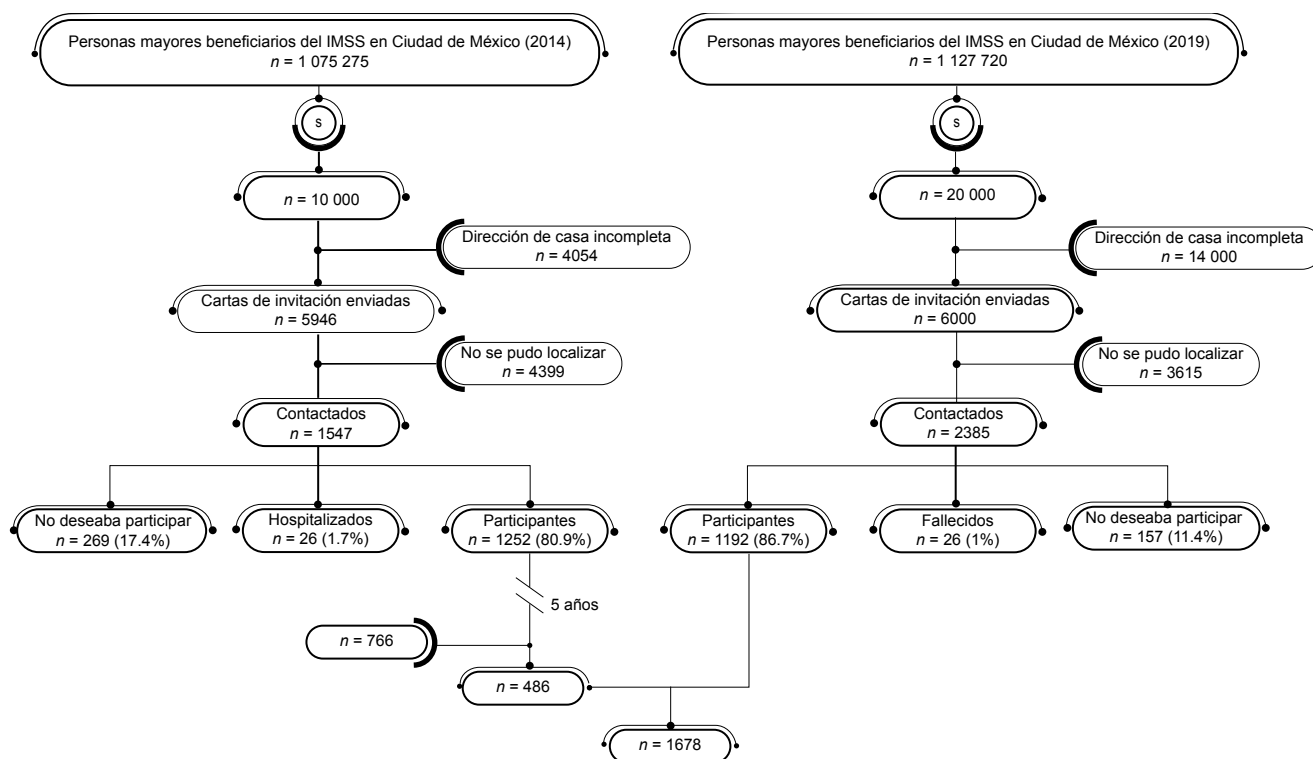 Personas mayores beneficiarios del IMSS en Ciudad de México (2014)
n = 1 075 275
s
n = 10 000
Dirección de casa incompleta
n = 4054
Cartas de invitación enviadas
n = 5946
No se pudo localizar
n = 4399
Contactados
n = 1547
No deseaba participar
n = 269 (17.4%)
Hospitalizados
n = 26 (1.7%)
Participantes
n = 1252 (80.9%)
5 años
n = 766
n = 486
Personas mayores beneficiarios del IMSS en Ciudad de México (2019)
n = 1 127 720
s
n = 20 000
Dirección de casa incompleta
n = 14 000
Cartas de invitación enviadas
n = 6000
No se pudo localizar
n = 3615
Contactados
n = 2385
Participantes
n = 1192 (86.7%)
Fallecidos
n = 26 (1%)
No deseaba participar
n = 157 (11.4%)
n = 1678